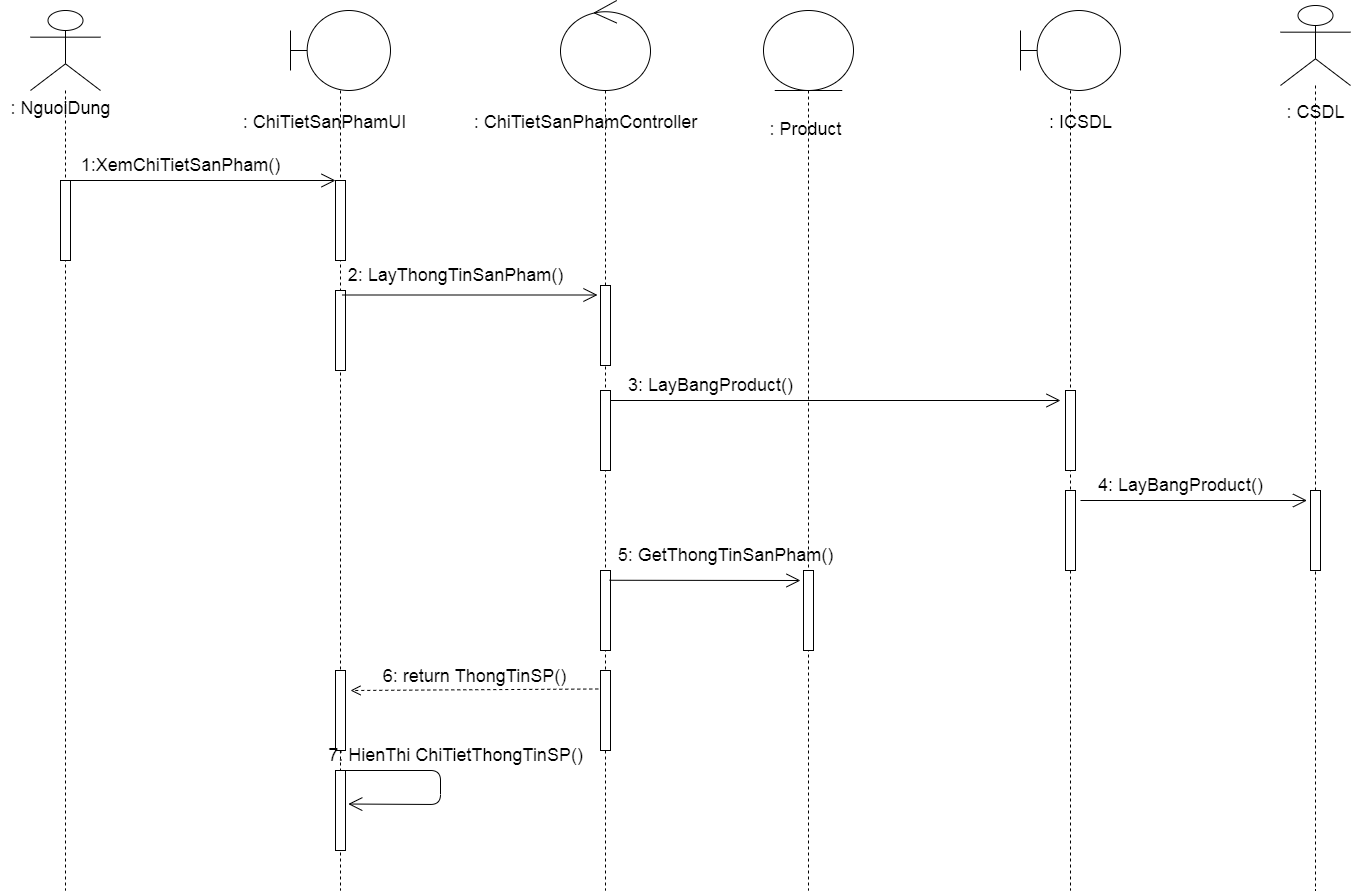 : NguoiDung
: ChiTietSanPhamUI
: ChiTietSanPhamController
: Product
: ICSDL
: CSDL
1:XemChiTietSanPham()
2: LayThongTinSanPham()
3: LayBangProduct()
4: LayBangProduct()
5: GetThongTinSanPham()
6: return ThongTinSP()
7: HienThi ChiTietThongTinSP()